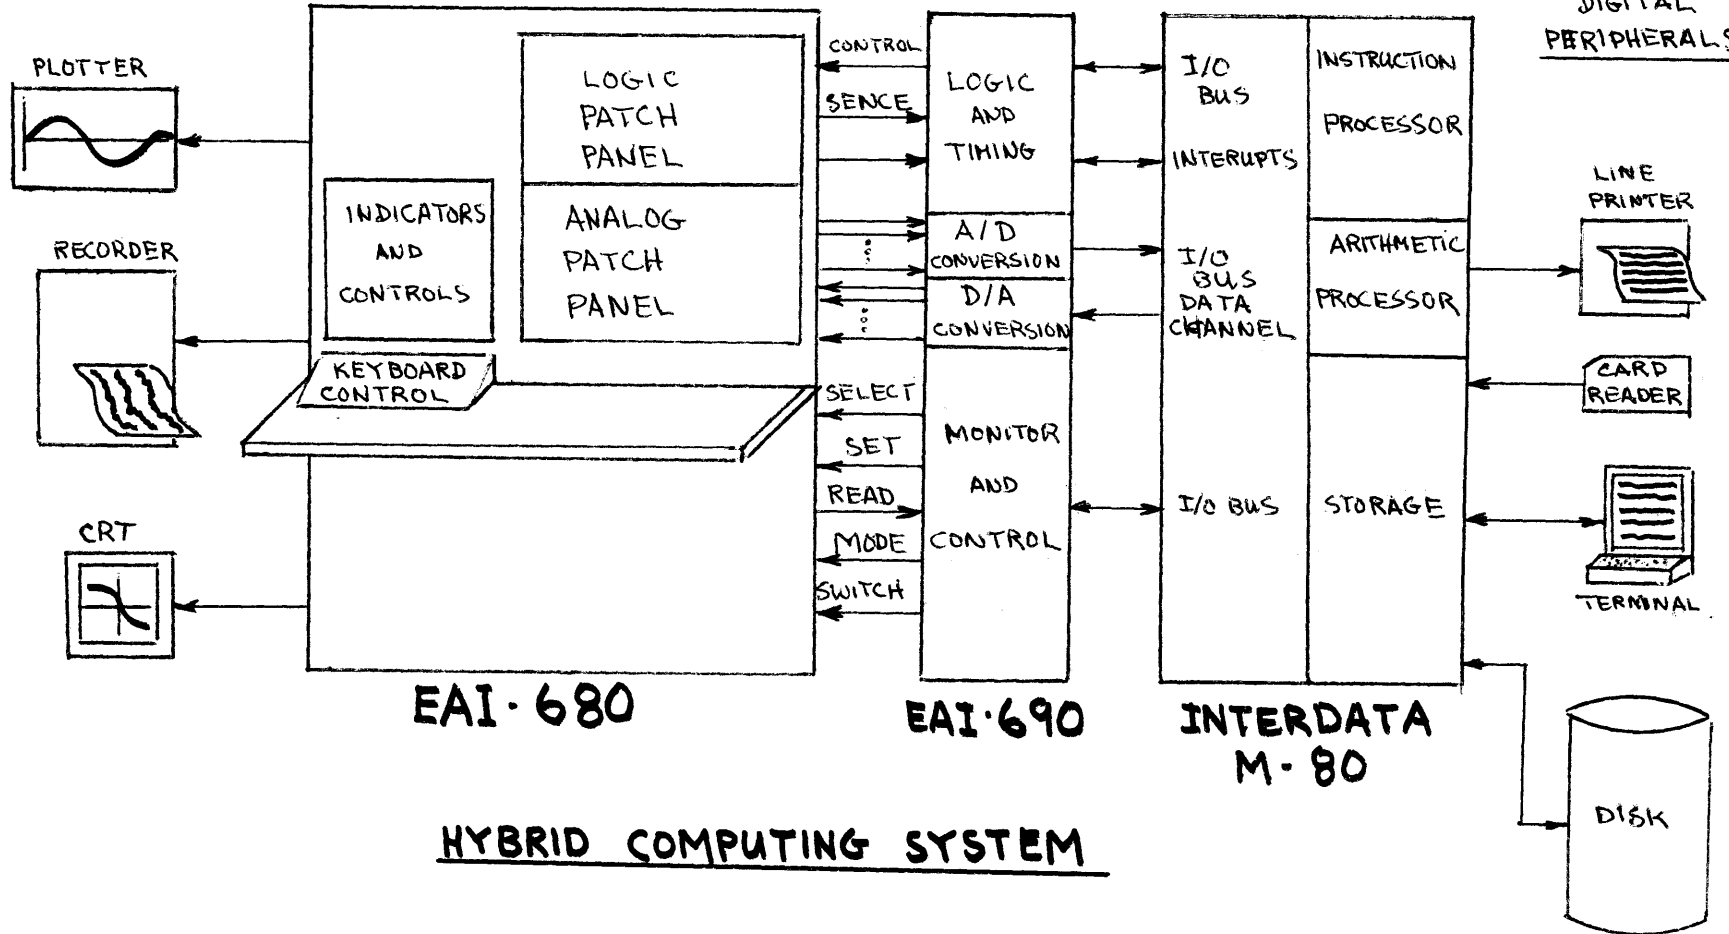 DIGITAL
PERIPHERALS
PLOTTER
RECORDER
CRT
LOGIC
PATCH
PANEL
INDICATORS
AND
CONTROLS
ANALOG
PATCH
PANEL
KEYBOARD
CONTROL
EAI·680
CONTROL
SENCE
SELECT
SET
READ
MODE
SWITCH
LOGIC
AND
TIMING
A/D
CONVERSION
D/A
CONVERSION
MONITOR
AND
CONTROL
EAI·690
I/O
BUS
INTERUPTS
I/O
BUS
DATA
CHANNEL
I/O BUS
INSTRUCTION
PROCESSOR
ARITHMETIC
PROCESSOR
STORAGE
INTERDATA
M-80
LINE
PRINTER
CARD
READER
TERMINAL
DISK
HYBRID COMPUTING SYSTEM